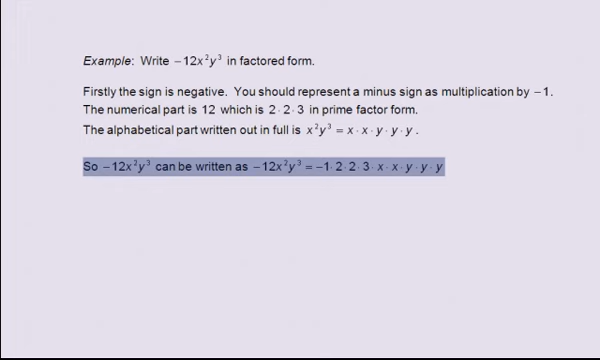 Example: Write −12x²y³ in factored form.
Firstly the sign is negative. You should represent a minus sign as multiplication by −1.
The numerical part is 12 which is 2·2·3 in prime factor form.
The alphabetical part written out in full is x²y³ = x·x·y·y·y.
So −12x²y³ can be written as −12x²y³ = −1·2·2·3·x·x·y·y·y